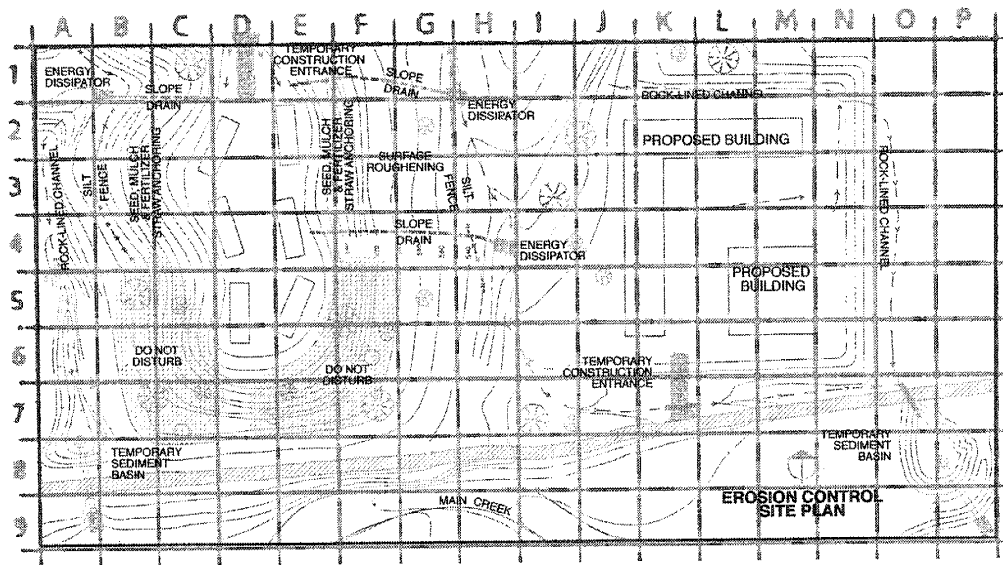 A B C D E F G H I J K L M N O P
1
2
3
4
5
6
7
8
9
ENERGY
DISSIPATOR
SLOPE
DRAIN
TEMPORARY
CONSTRUCTION
ENTRANCE
SLOPE
DRAIN
ENERGY
DISSIPATOR
ROCK-LINED CHANNEL
PROPOSED BUILDING
ROCK-LINED CHANNEL
SILT
FENCE
SEED, MULCH
& FERTILIZER
STRAW ANCHORING
SEED, MULCH
& FERTILIZER
STRAW ANCHORING
SURFACE
ROUGHENING
SILT
FENCE
ROCK-LINED CHANNEL
SLOPE
DRAIN
ENERGY
DISSIPATOR
PROPOSED
BUILDING
DO NOT
DISTURB
DO NOT
DISTURB
TEMPORARY
CONSTRUCTION
ENTRANCE
TEMPORARY
SEDIMENT
BASIN
TEMPORARY
SEDIMENT
BASIN
MAIN CREEK
EROSION CONTROL
SITE PLAN